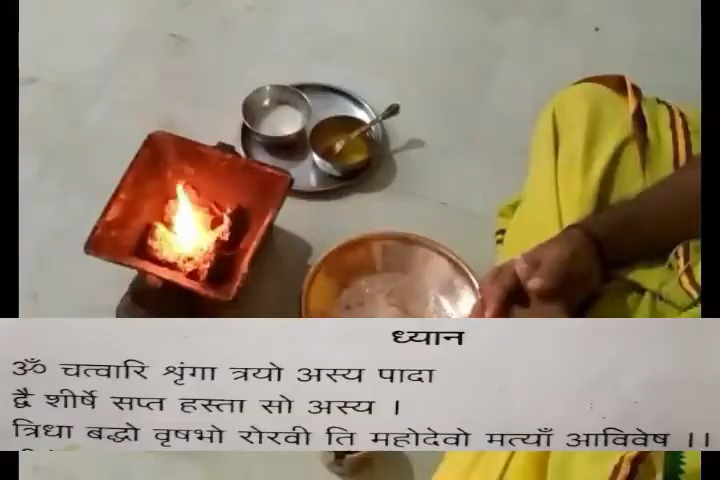 ध्यान
ॐ चत्वारि श्रृंगा त्रयो अस्य पादा
द्वै शीर्षे सप्त हस्ता सो अस्य ।
त्रिधा बद्धो वृषभो रोरवी ति महोदेवो मर्त्यां आविवेष ।।